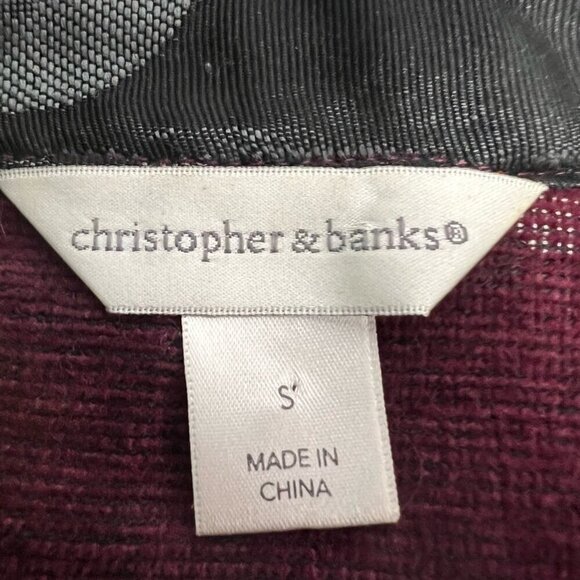 christopher & banks®
S
MADE IN
CHINA